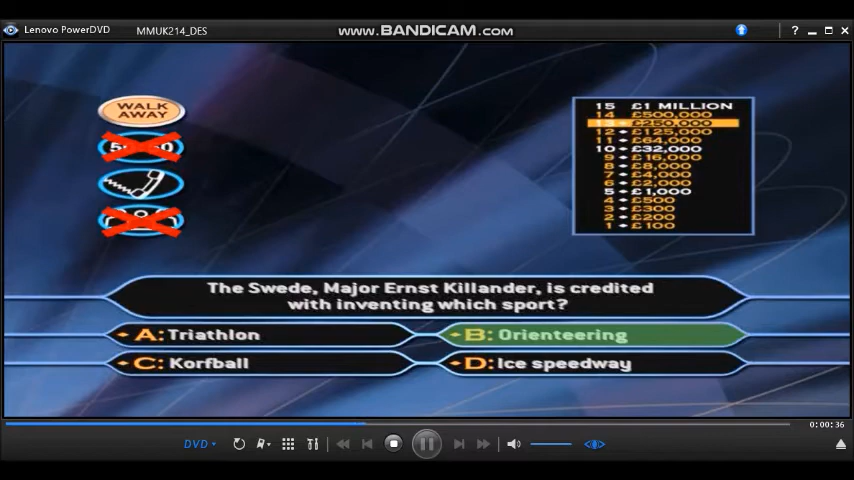 Lenovo PowerDVD
MMUK214_DES
WWW.BANDICAM.com
?
WALK
AWAY
15 £1 MILLION
14 £500,000
13 £250,000
12 £125,000
11 £64,000
10 £32,000
9 £16,000
8 £8,000
7 £4,000
6 £2,000
5 £1,000
4 £500
3 £300
2 £200
1 £100
The Swede, Major Ernst Killander, is credited
with inventing which sport?
A: Triathlon
B: Orienteering
C: Korfball
D: Ice speedway
0:00:36
DVD